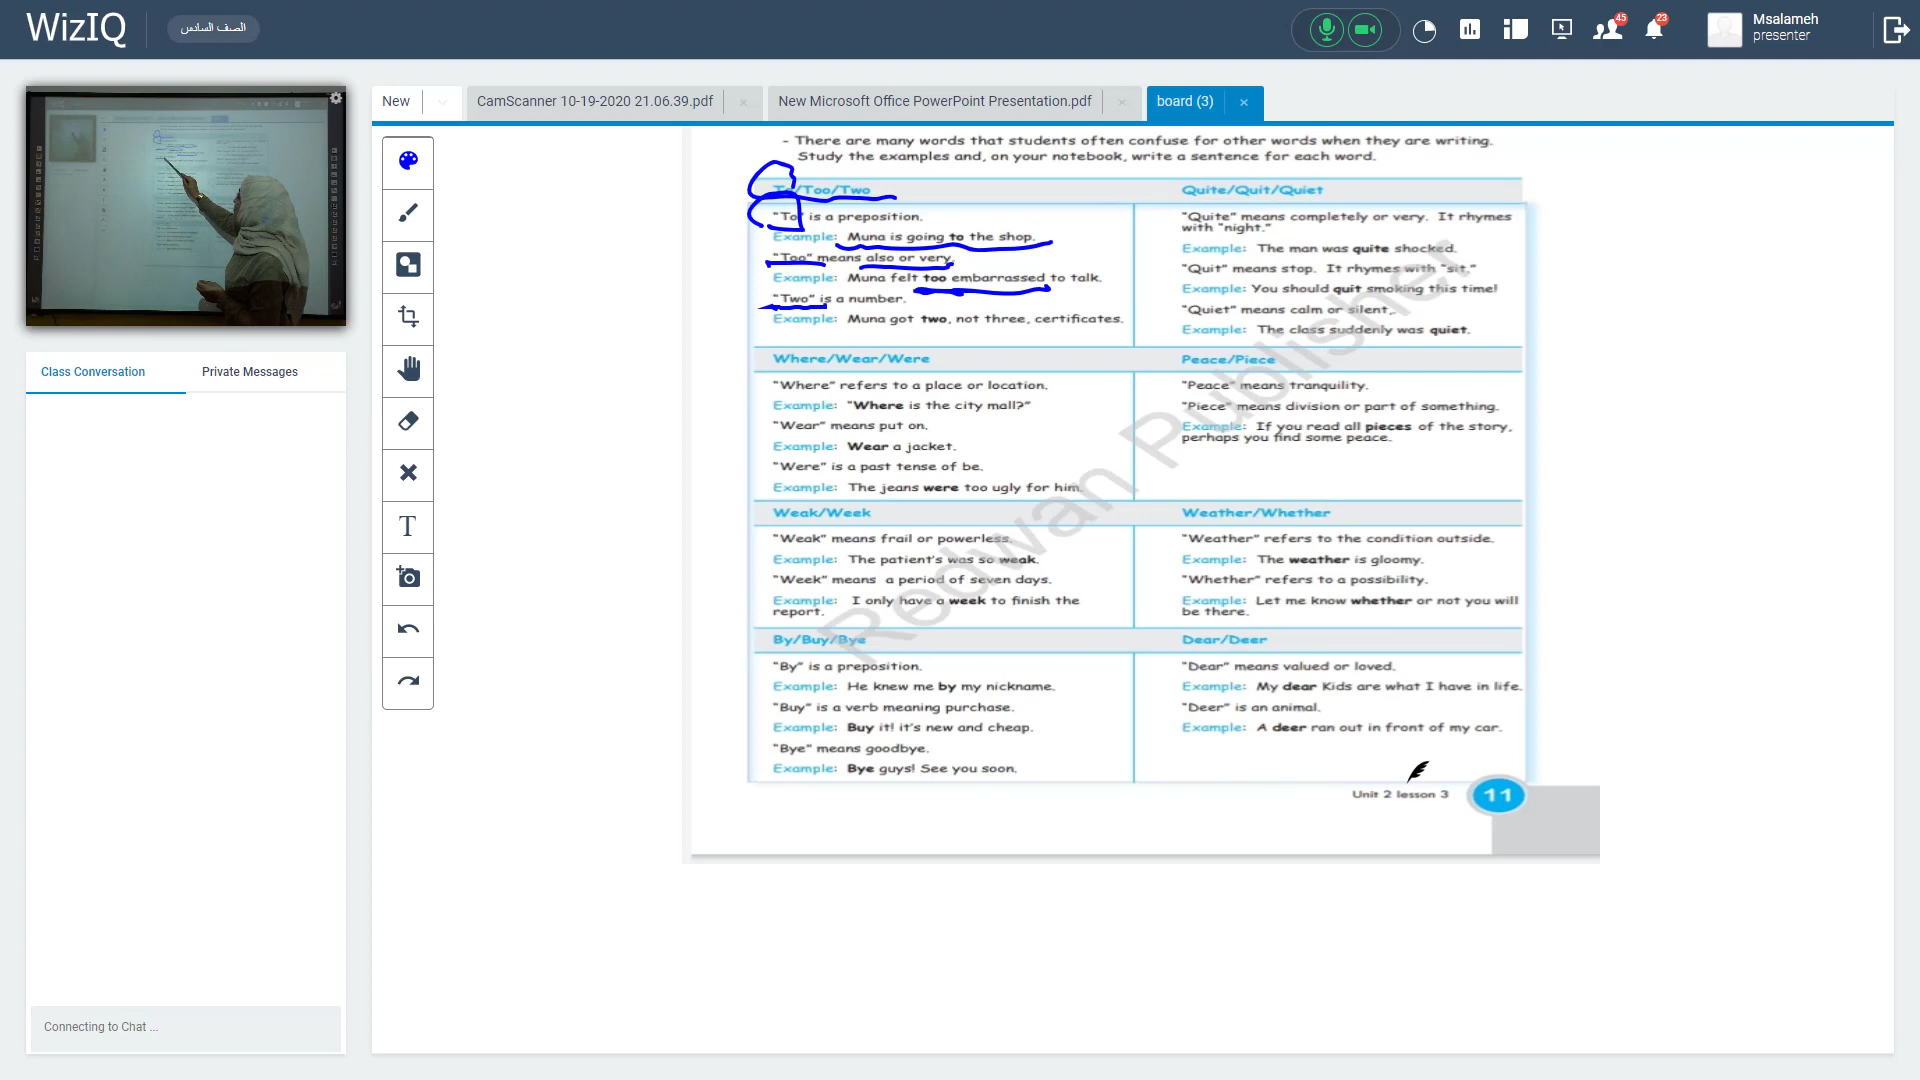 WizIQ
الصف السادس
45
23
Msalameh
presenter
New
CamScanner 10-19-2020 21.06.39.pdf
New Microsoft Office PowerPoint Presentation.pdf
board (3)
Class Conversation
Private Messages
Connecting to Chat ...
T
- There are many words that students often confuse for other words when they are writing.
Study the examples and, on your notebook, write a sentence for each word.
To/Too/Two
"To" is a preposition.
Example: Muna is going to the shop.
"Too" means also or very.
Example: Muna felt too embarrassed to talk.
"Two" is a number.
Example: Muna got two, not three, certificates.
Quite/Quit/Quiet
"Quite" means completely or very. It rhymes
with "night."
Example: The man was quite shocked.
"Quit" means stop. It rhymes with "sit."
Example: You should quit smoking this time!
"Quiet" means calm or silent,.
Example: The class suddenly was quiet.
Where/Wear/Were
"Where" refers to a place or location.
Example: "Where is the city mall?"
"Wear" means put on.
Example: Wear a jacket.
"Were" is a past tense of be.
Example: The jeans were too ugly for him.
Peace/Piece
"Peace" means tranquility.
"Piece" means division or part of something.
Example: If you read all pieces of the story,
perhaps you find some peace.
Weak/Week
"Weak" means frail or powerless.
Example: The patient's was so weak.
"Week" means a period of seven days.
Example: I only have a week to finish the
report.
Weather/Whether
"Weather" refers to the condition outside.
Example: The weather is gloomy.
"Whether" refers to a possibility.
Example: Let me know whether or not you will
be there.
By/Buy/Bye
"By" is a preposition.
Example: He knew me by my nickname.
"Buy" is a verb meaning purchase.
Example: Buy it! it's new and cheap.
"Bye" means goodbye.
Example: Bye guys! See you soon.
Dear/Deer
"Dear" means valued or loved.
Example: My dear Kids are what I have in life.
"Deer" is an animal.
Example: A deer ran out in front of my car.
Redwan Publisher
Unit 2 lesson 3
11